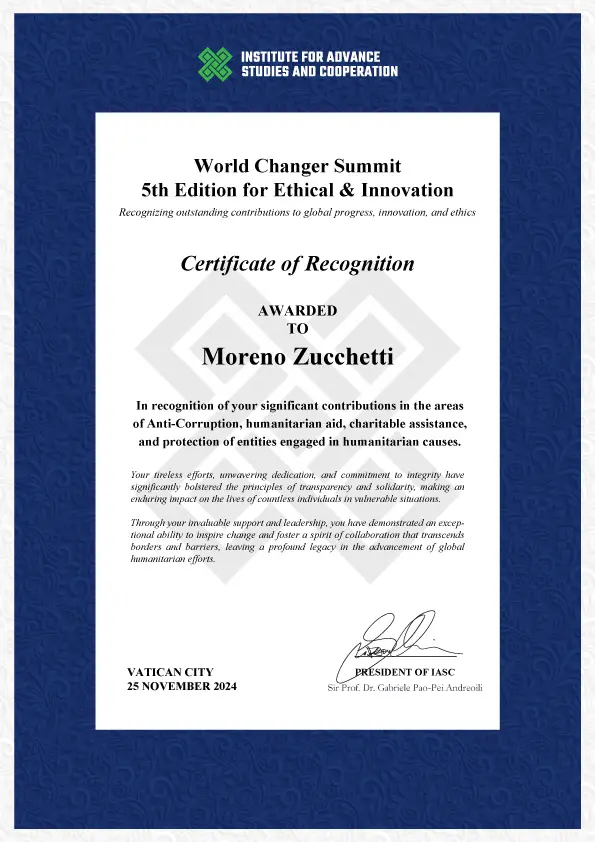 INSTITUTE FOR ADVANCE
STUDIES AND COOPERATION
World Changer Summit
5th Edition for Ethical & Innovation
Recognizing outstanding contributions to global progress, innovation, and ethics
Certificate of Recognition
AWARDED
TO
Moreno Zucchetti
In recognition of your significant contributions in the areas
of Anti-Corruption, humanitarian aid, charitable assistance,
and protection of entities engaged in humanitarian causes.
Your tireless efforts, unwavering dedication, and commitment to integrity have
significantly bolstered the principles of transparency and solidarity, making an
enduring impact on the lives of countless individuals in vulnerable situations.
Through your invaluable support and leadership, you have demonstrated an excep-
tional ability to inspire change and foster a spirit of collaboration that transcends
borders and barriers, leaving a profound legacy in the advancement of global
humanitarian efforts.
VATICAN CITY
25 NOVEMBER 2024
PRESIDENT OF IASC
Sir Prof. Dr. Gabriele Pao-Pei Andreoili